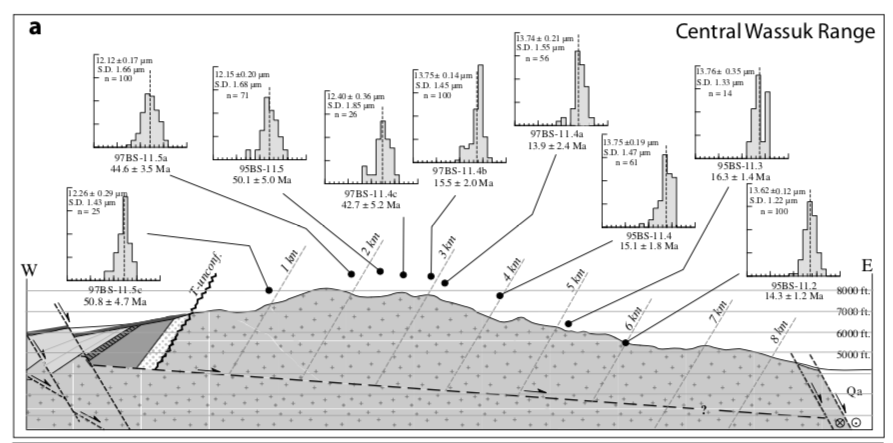 a
Central Wassuk Range
12.12±0.17 μm
S.D. 1.66 μm
n = 100
97BS-11.5a
44.6 ± 3.5 Ma
12.15±0.20 μm
S.D. 1.68 μm
n = 71
95BS-11.5
50.1 ± 5.0 Ma
12.40 ± 0.36 μm
S.D. 1.85 μm
n = 26
97BS-11.4c
42.7 ± 5.2 Ma
13.75± 0.14 μm
S.D. 1.45 μm
n = 100
97BS-11.4b
15.5 ± 2.0 Ma
13.74 ± 0.21 μm
S.D. 1.55 μm
n = 56
97BS-11.4a
13.9 ± 2.4 Ma
13.76± 0.35 μm
S.D. 1.33 μm
n = 14
95BS-11.3
16.3 ± 1.4 Ma
13.75±0.19 μm
S.D. 1.47 μm
n = 61
95BS-11.4
15.1 ± 1.8 Ma
12.26 ± 0.29 μm
S.D. 1.43 μm
n = 25
97BS-11.5c
50.8 ± 4.7 Ma
13.62±0.12 μm
S.D. 1.22 μm
n = 100
95BS-11.2
14.3 ± 1.2 Ma
W
E
T-unconf.
1 km
2 km
3 km
4 km
5 km
6 km
7 km
8 km
8000 ft.
7000 ft.
6000 ft.
5000 ft.
Qa
?